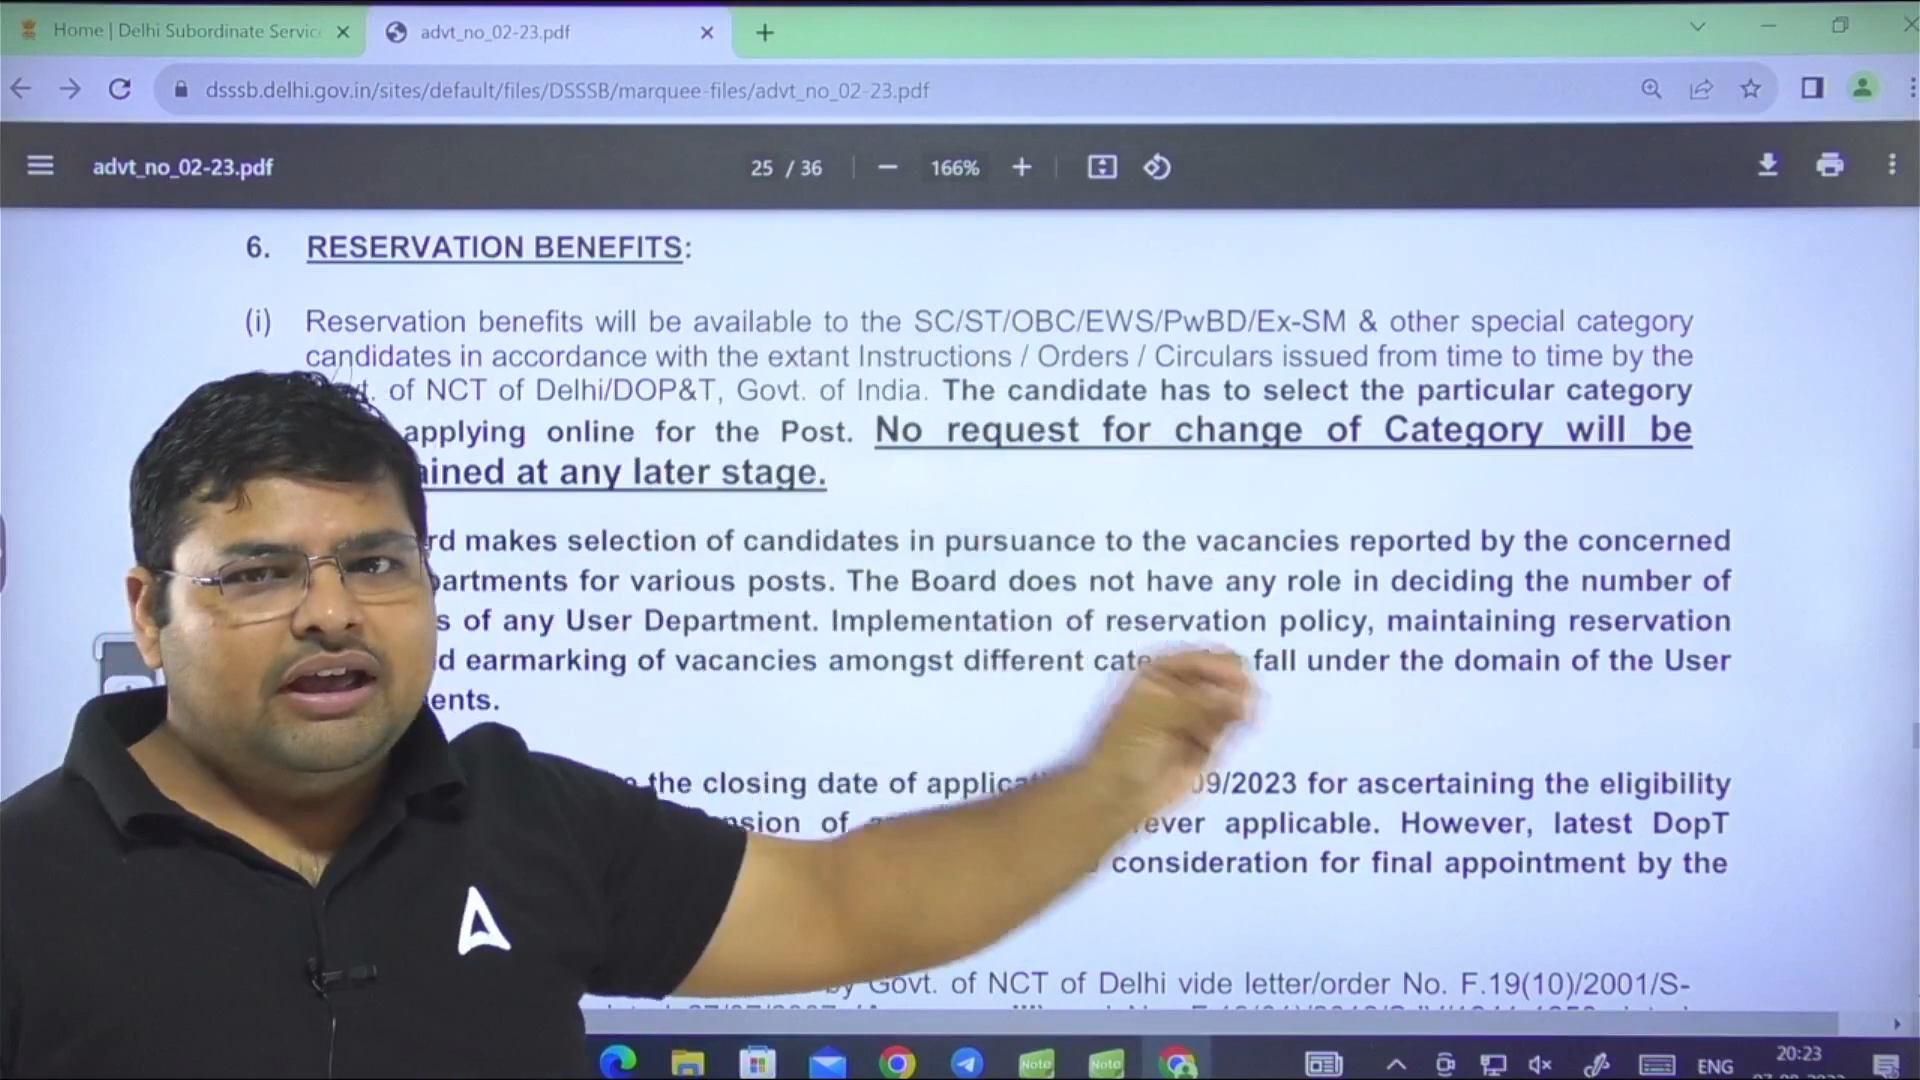 Home | Delhi Subordinate Servic
advt_no_02-23.pdf
dsssb.delhi.gov.in/sites/default/files/DSSSB/marquee-files/advt_no_02-23.pdf
advt_no_02-23.pdf
25 / 36
166%
6. RESERVATION BENEFITS:
(i) Reservation benefits will be available to the SC/ST/OBC/EWS/PwBD/Ex-SM & other special category
candidates in accordance with the extant Instructions / Orders / Circulars issued from time to time by the
of NCT of Delhi/DOP&T, Govt. of India. The candidate has to select the particular category
applying online for the Post. No request for change of Category will be
ained at any later stage.
rd makes selection of candidates in pursuance to the vacancies reported by the concerned
partments for various posts. The Board does not have any role in deciding the number of
s of any User Department. Implementation of reservation policy, maintaining reservation
d earmarking of vacancies amongst different cate fall under the domain of the User
ents.
the closing date of applica 09/2023 for ascertaining the eligibility
nsion of ever applicable. However, latest DopT
consideration for final appointment by the
by Govt. of NCT of Delhi vide letter/order No. F.19(10)/2001/S-
Note
Note
ENG
20:23